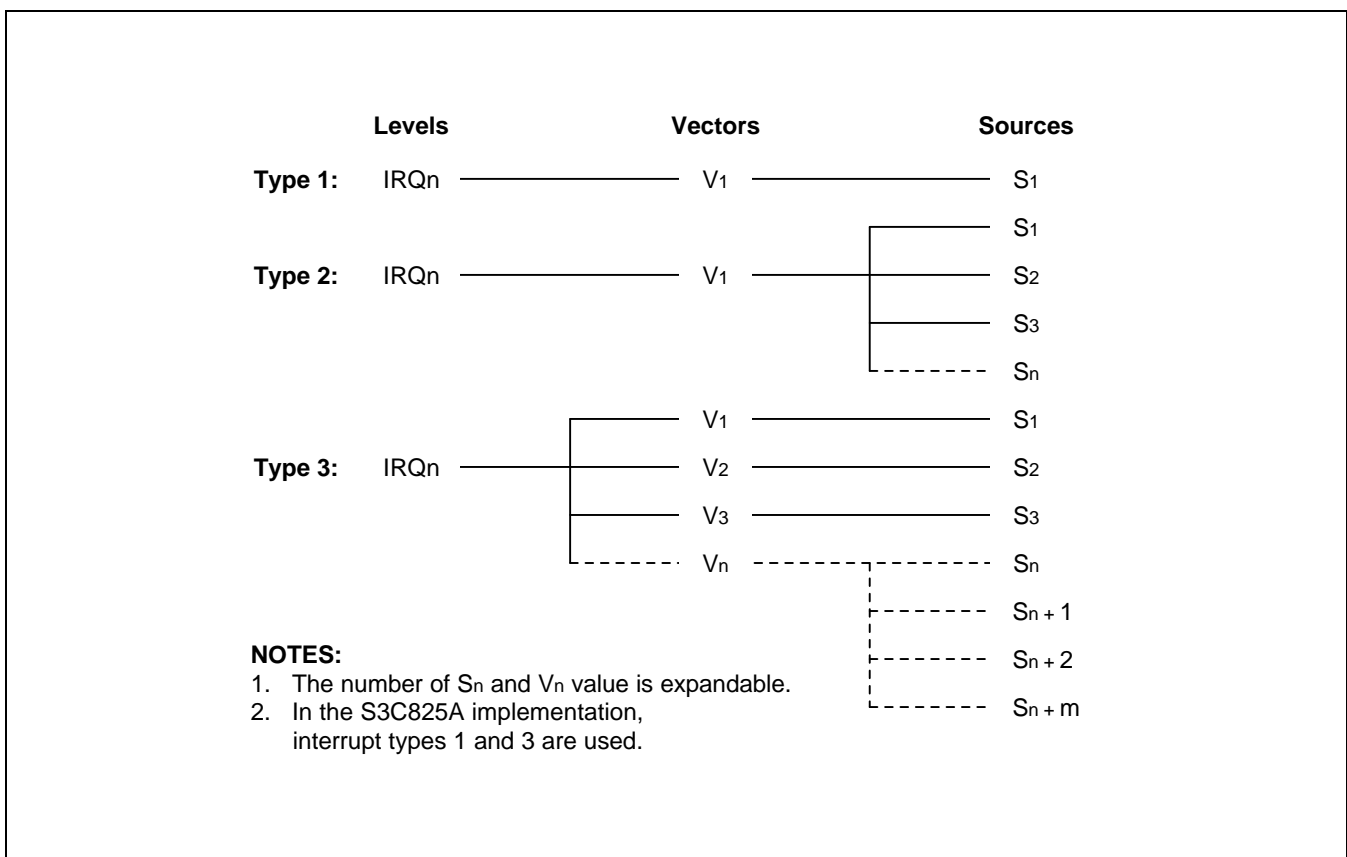 Levels Vectors Sources
Type 1: IRQn V1 S1
S1
Type 2: IRQn V1 S2
S3
Sn
V1 S1
Type 3: IRQn V2 S2
V3 S3
Vn Sn
Sn + 1
NOTES: Sn + 2
1. The number of Sn and Vn value is expandable.
2. In the S3C825A implementation, Sn + m
interrupt types 1 and 3 are used.